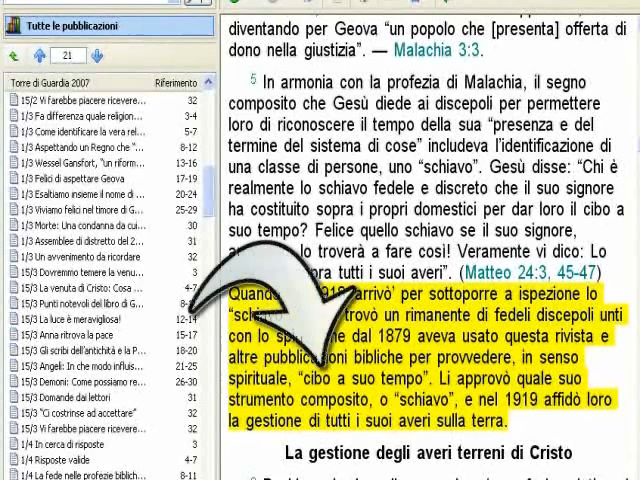 Tutte le pubblicazioni
21
Torre di Guardia 2007 Riferimento
15/2 Vi farebbe piacere ricevere... 32
1/3 Fa differenza quale religion... 3-4
1/3 Come identificare la vera rel... 5-7
1/3 Aspettando un Regno che "... 8-12
1/3 Wessel Gansfort, "un riform... 13-16
1/3 Felici di aspettare Geova 17-19
1/3 Esaltiamo insieme il nome di ... 20-24
1/3 Viviamo felici nel timore di G... 25-29
1/3 Morte: Una condanna da cui... 30
1/3 Assemblee di distretto del 2... 31
1/3 Un avvenimento da ricordare 32
15/3 Dovremmo temere la venu... 3
15/3 La venuta di Cristo: Cosa ... 4-7
15/3 Punti notevoli del libro di G...
15/3 La luce è meravigliosa! 12-14
15/3 Anna ritrova la pace 15-17
15/3 Gli scribi dell'antichità e la P... 18-20
15/3 Angeli: In che modo influis... 21-25
15/3 Demoni: Come possiamo re... 26-30
15/3 Domande dai lettori 31
15/3 "Ci costrinse ad accettare" 32
15/3 Vi farebbe piacere ricevere... 32
1/4 In cerca di risposte 3
1/4 Risposte valide 4-7
1/4 La fede nelle profezie biblich... 8-11
diventando per Geova “un popolo che [presenta] offerta di
dono nella giustizia”. — Malachia 3:3.
5 In armonia con la profezia di Malachia, il segno
composito che Gesù diede ai discepoli per permettere
loro di riconoscere il tempo della sua “presenza e del
termine del sistema di cose” includeva l’identificazione di
una classe di persone, uno “schiavo”. Gesù disse: “Chi è
realmente lo schiavo fedele e discreto che il suo signore
ha costituito sopra i propri domestici per dar loro il cibo a
suo tempo? Felice quello schiavo se il suo signore,
lo troverà a fare così! Veramente vi dico: Lo
tutti i suoi averi”. (Matteo 24:3, 45-47)
Quando arrivò’ per sottoporre a ispezione lo
trovò un rimanente di fedeli discepoli unti
con lo dal 1879 aveva usato questa rivista e
altre bibliche per provvedere, in senso
spirituale, “cibo a suo tempo”. Li approvò quale suo
strumento composito, o “schiavo”, e nel 1919 affidò loro
la gestione di tutti i suoi averi sulla terra.
La gestione degli averi terreni di Cristo